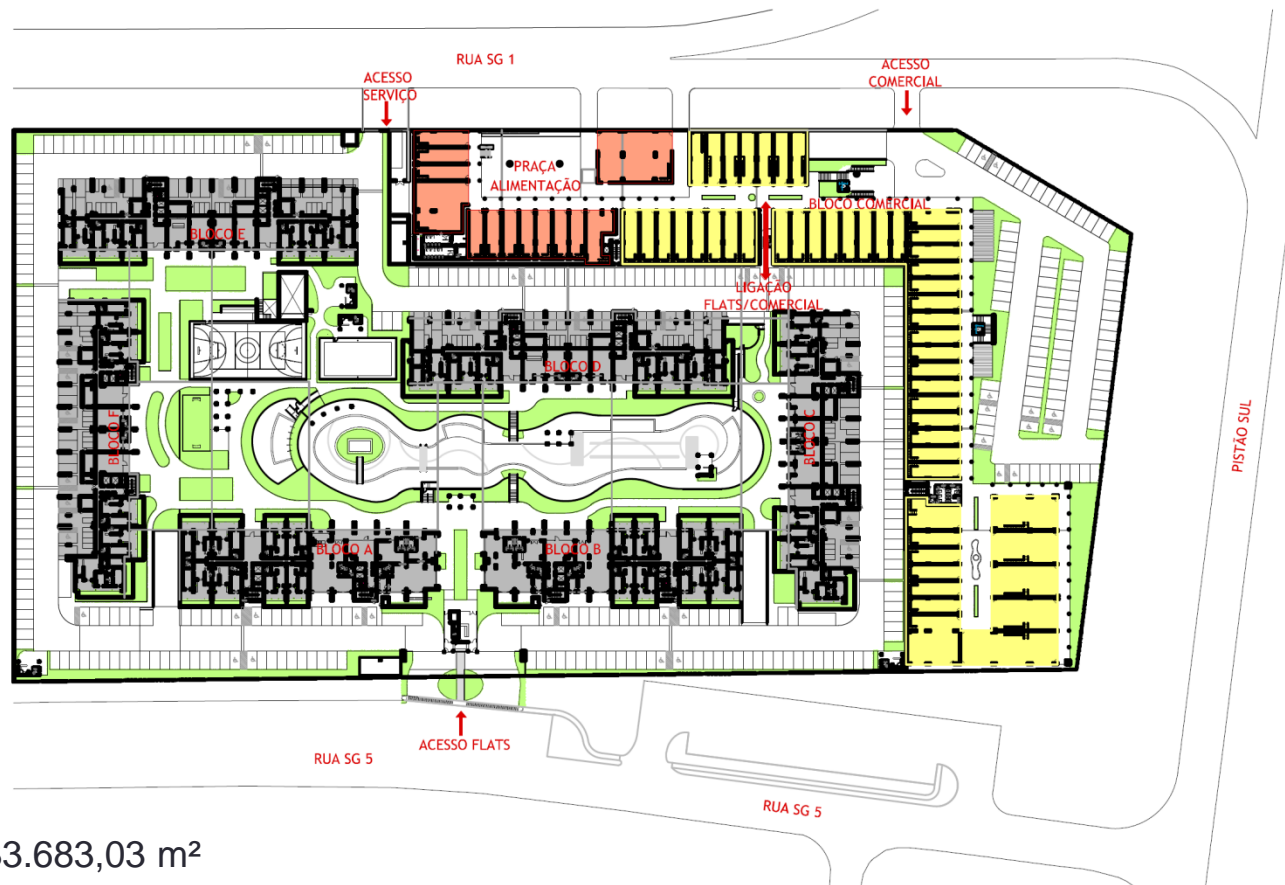 RUA SG 1
ACESSO
SERVIÇO
ACESSO
COMERCIAL
PRAÇA
ALIMENTAÇÃO
BLOCO COMERCIAL
BLOCO E
LIGAÇÃO
FLATS/COMERCIAL
BLOCO D
BLOCO F
BLOCO C
PISTÃO SUL
BLOCO A
BLOCO B
ACESSO FLATS
RUA SG 5
RUA SG 5
3.683,03 m²